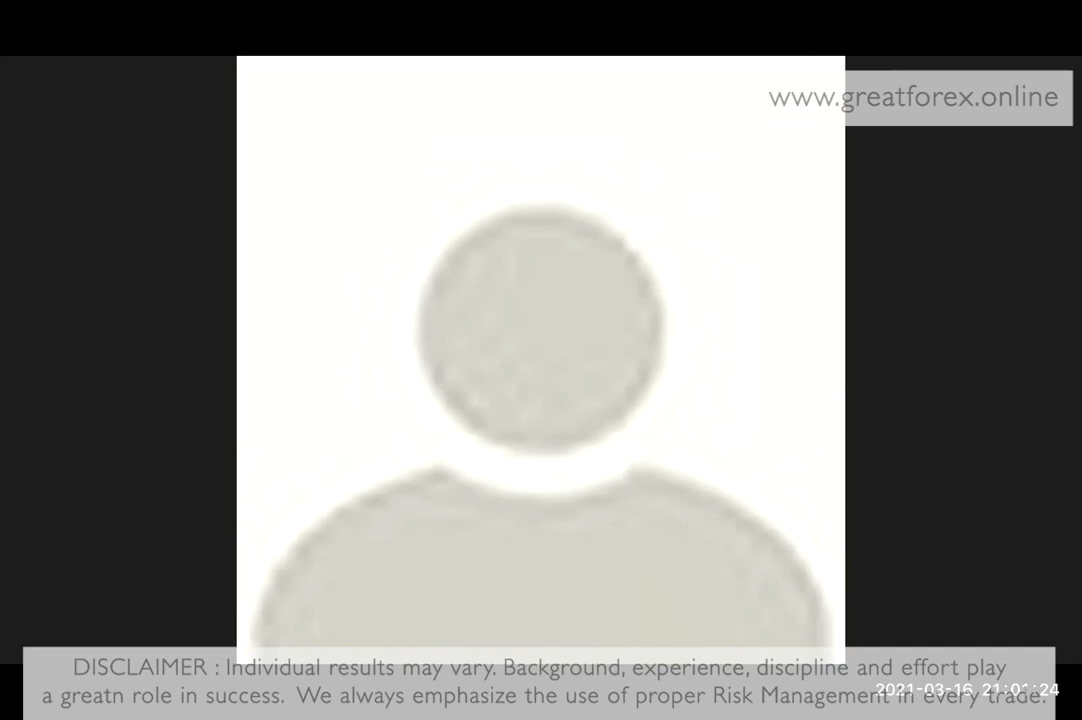 www.greatforex.online
DISCLAIMER : Individual results may vary. Background, experience, discipline and effort play
a greatn role in success. We always emphasize the use of proper Risk Management in every trade.
2021-03-16 21:01:24